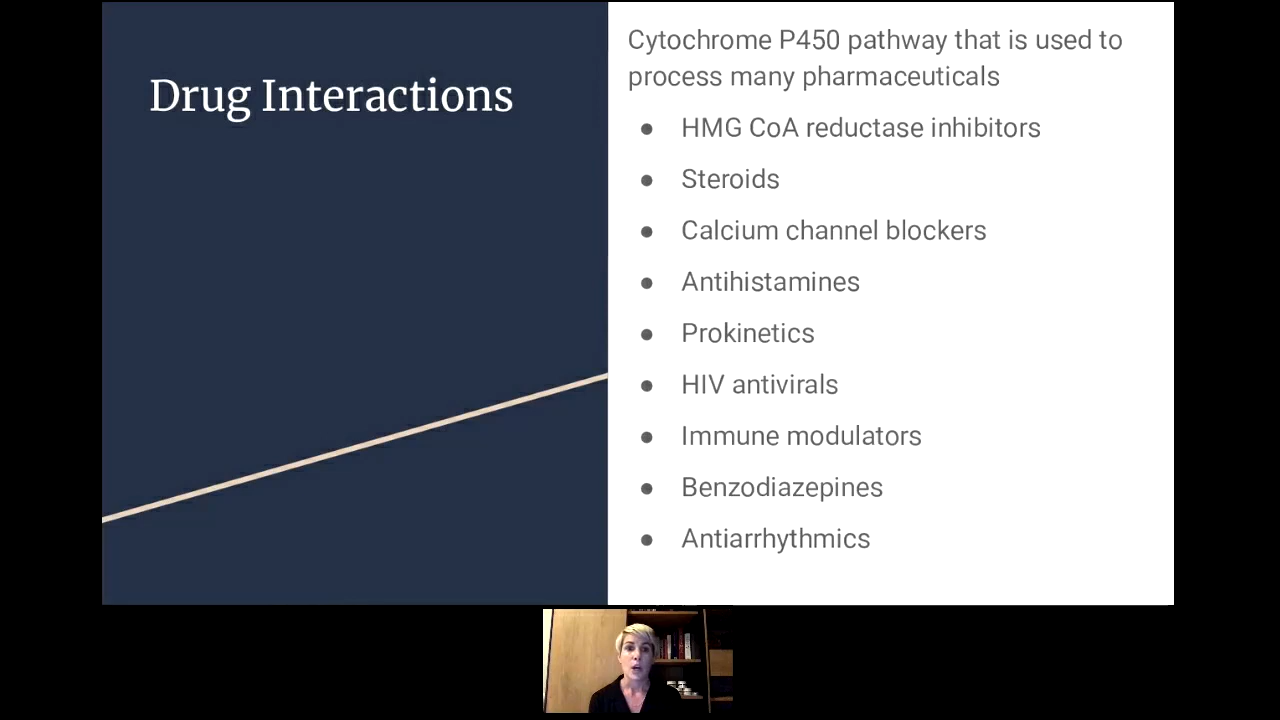 Drug Interactions
Cytochrome P450 pathway that is used to
process many pharmaceuticals
● HMG CoA reductase inhibitors
● Steroids
● Calcium channel blockers
● Antihistamines
● Prokinetics
● HIV antivirals
● Immune modulators
● Benzodiazepines
● Antiarrhythmics